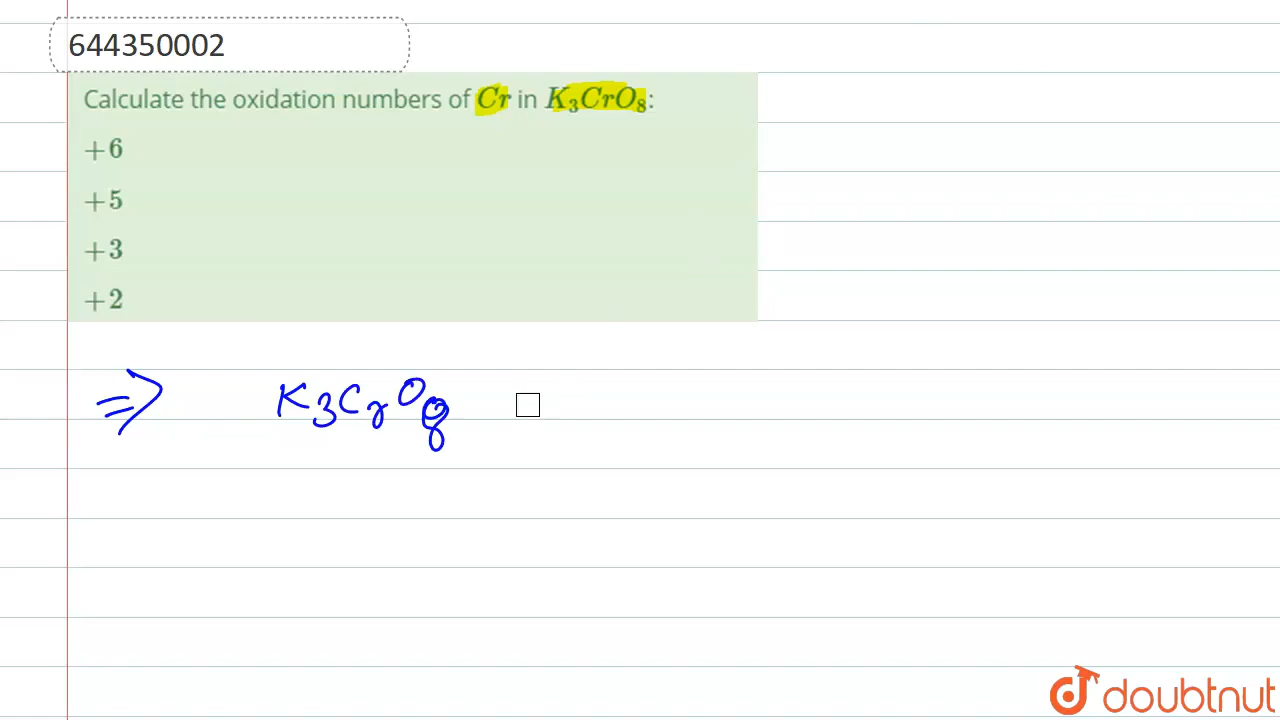 644350002
Calculate the oxidation numbers of Cr in K₃CrO₈:
+6
+5
+3
+2
⇒ K₃CrO₈
doubtnut